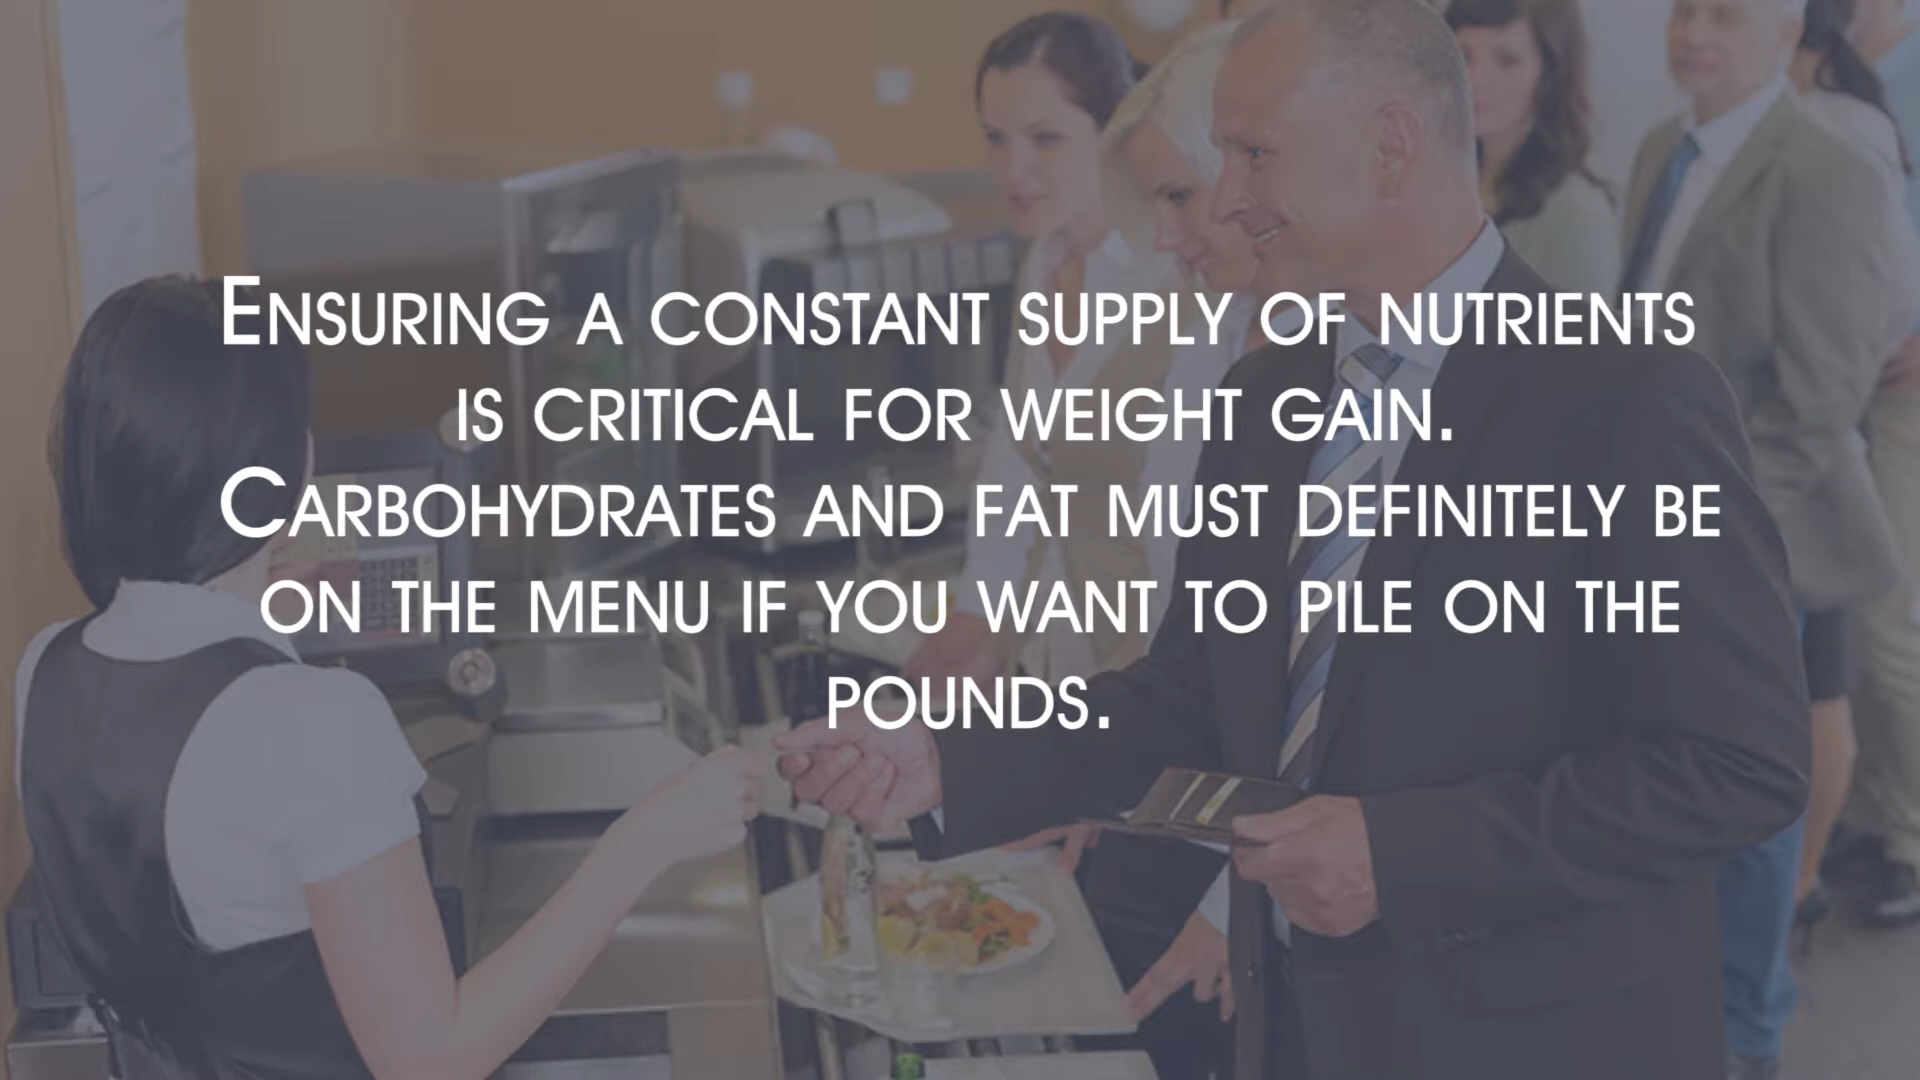 Ensuring a constant supply of nutrients
is critical for weight gain.
Carbohydrates and fat must definitely be
on the menu if you want to pile on the
pounds.